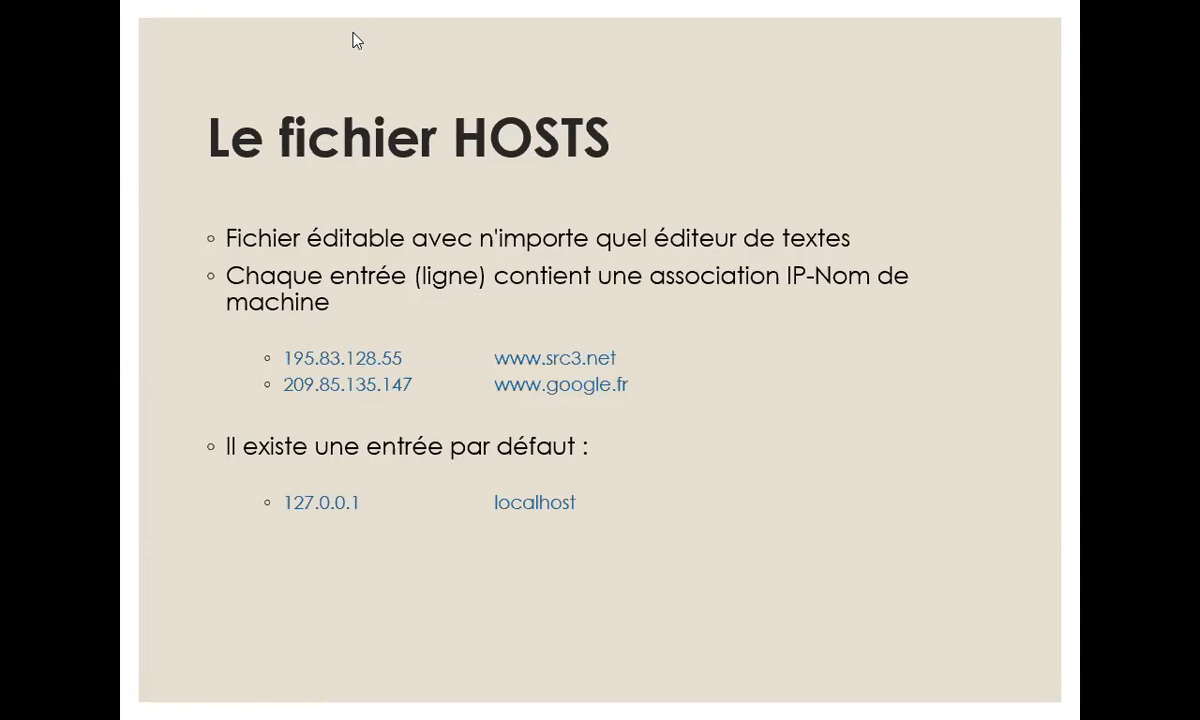 Le fichier HOSTS
◦ Fichier éditable avec n'importe quel éditeur de textes
◦ Chaque entrée (ligne) contient une association IP-Nom de
machine
◦ 195.83.128.55 www.src3.net
◦ 209.85.135.147 www.google.fr
◦ Il existe une entrée par défaut :
◦ 127.0.0.1 localhost